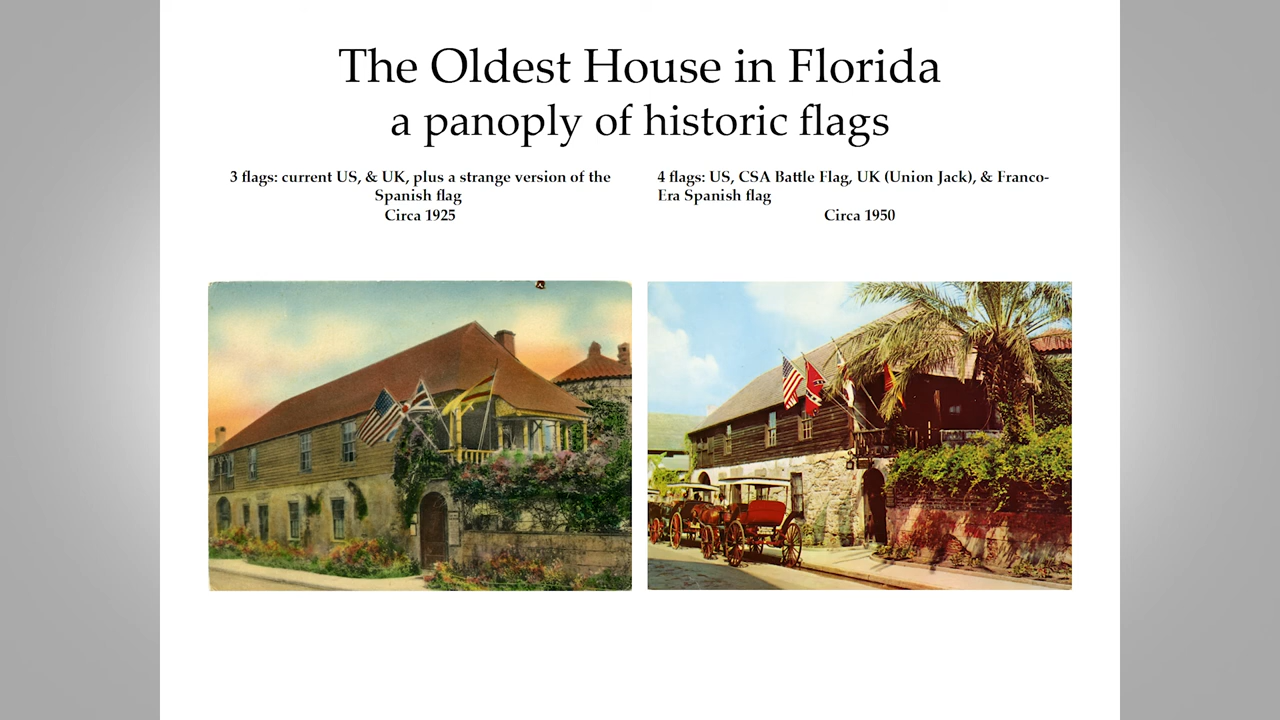 The Oldest House in Florida
a panoply of historic flags
3 flags: current US, & UK, plus a strange version of the
Spanish flag
Circa 1925
4 flags: US, CSA Battle Flag, UK (Union Jack), & Franco-
Era Spanish flag
Circa 1950